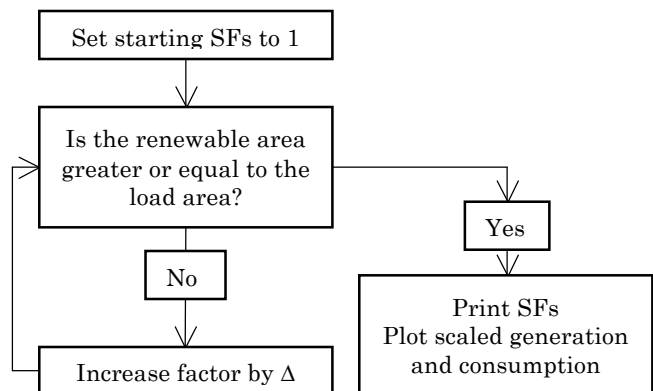 Set starting SFs to 1
Is the renewable area
greater or equal to the
load area?
Yes
No
Print SFs
Plot scaled generation
and consumption
Increase factor by Δ